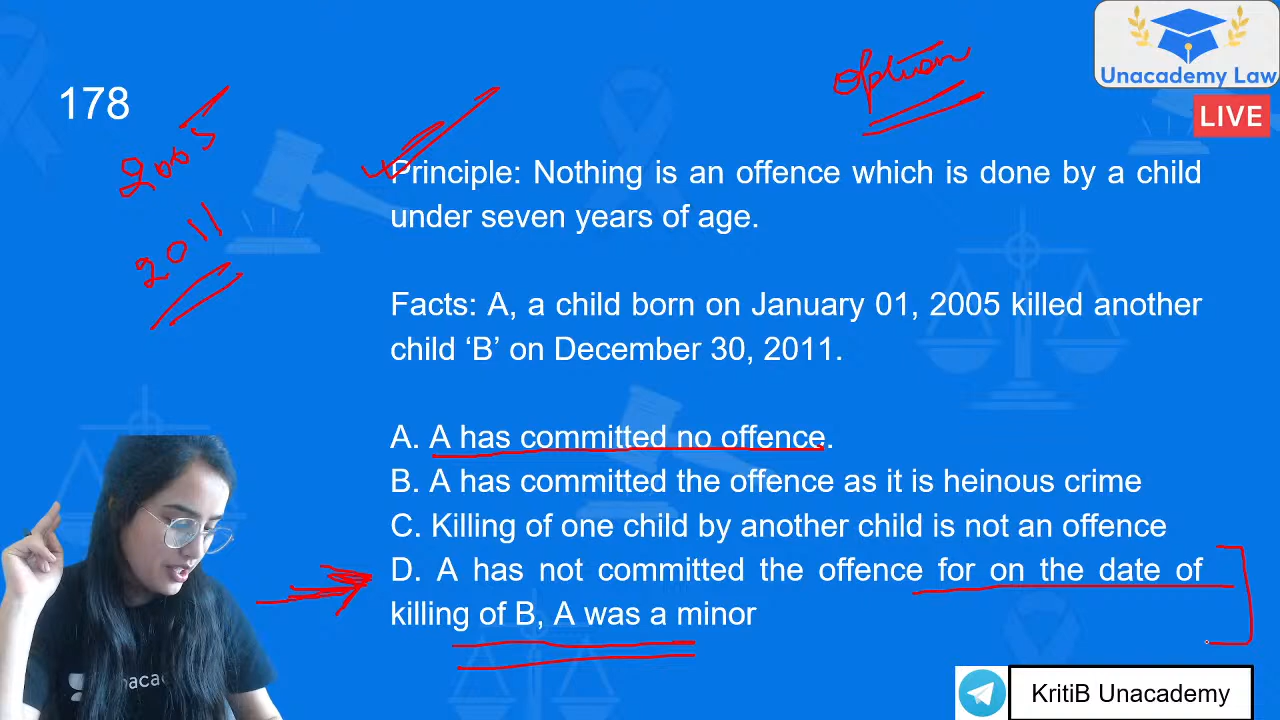 Unacademy Law
LIVE
178
2005
2011
option
Principle: Nothing is an offence which is done by a child
under seven years of age.
Facts: A, a child born on January 01, 2005 killed another
child ‘B’ on December 30, 2011.
A. A has committed no offence.
B. A has committed the offence as it is heinous crime
C. Killing of one child by another child is not an offence
D. A has not committed the offence for on the date of
killing of B, A was a minor
KritiB Unacademy